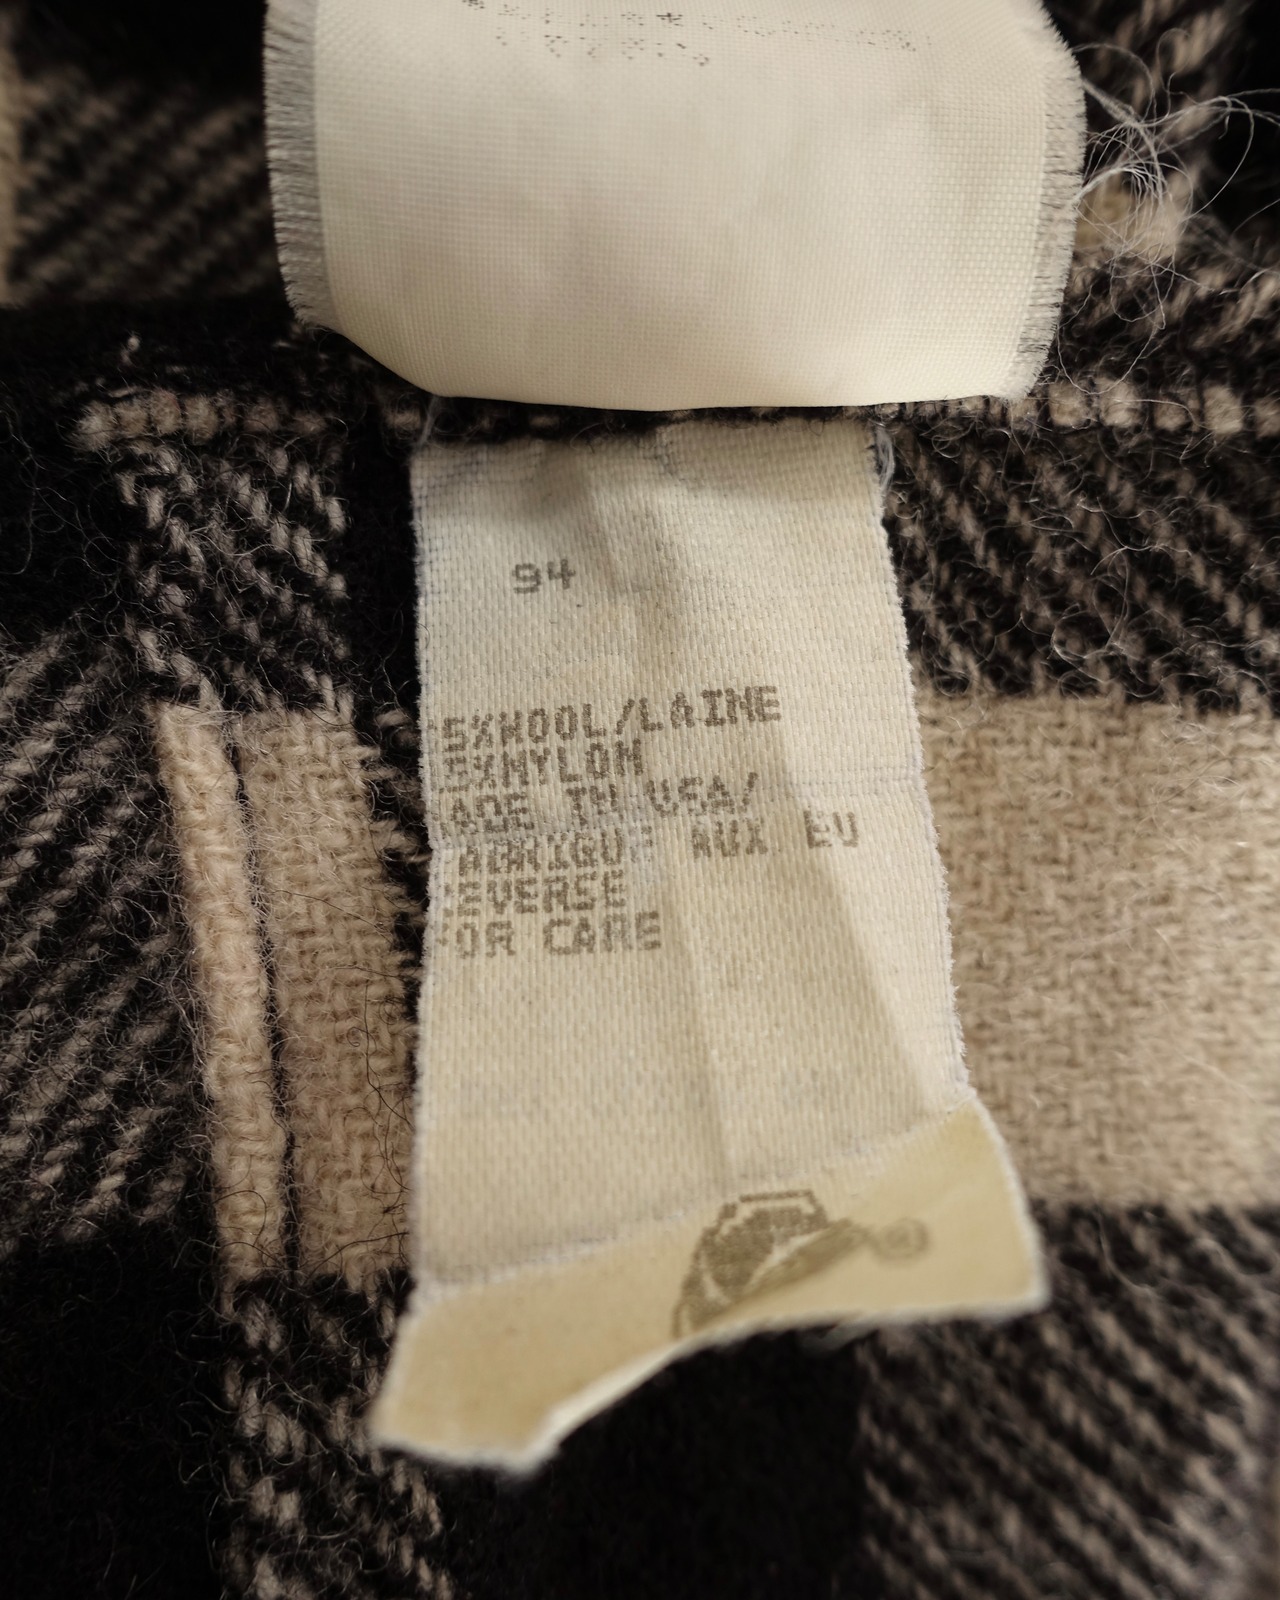 94
5%WOOL/LAINE
5%NYLON
ADE IN USA/
ABRIQUE AUX EU
EVERSE
OR CARE
®